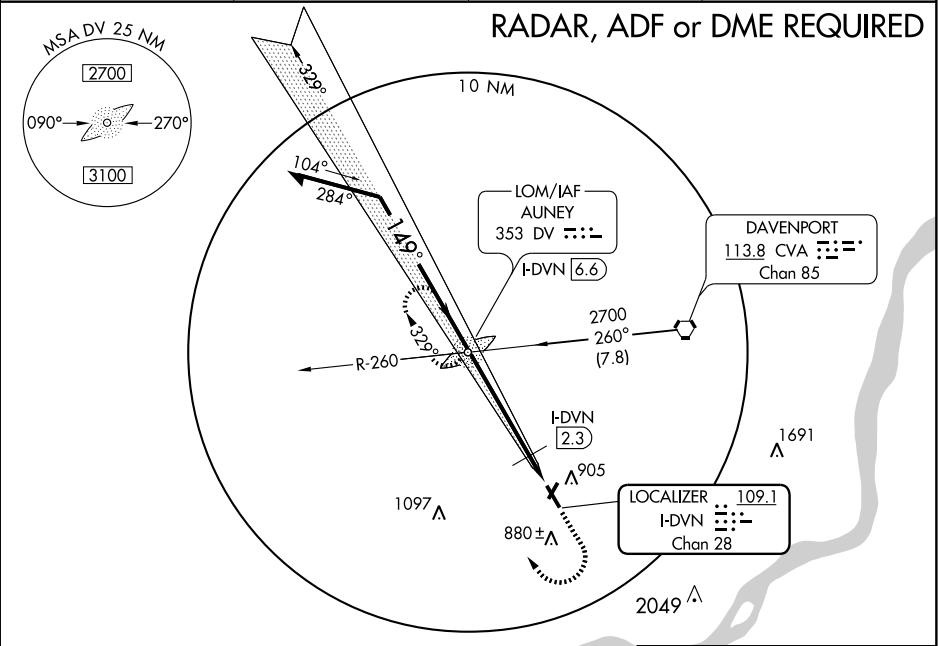 RADAR, ADF or DME REQUIRED
MSA DV 25 NM
2700
090° 270°
3100
10 NM
329°
104°
284°
149°
LOM/IAF
AUNEY
353 DV
I-DVN 6.6
DAVENPORT
113.8 CVA
Chan 85
2700
260°
(7.8)
329°
R-260
I-DVN
2.3
1691
905
1097
880±
LOCALIZER 109.1
I-DVN
Chan 28
2049